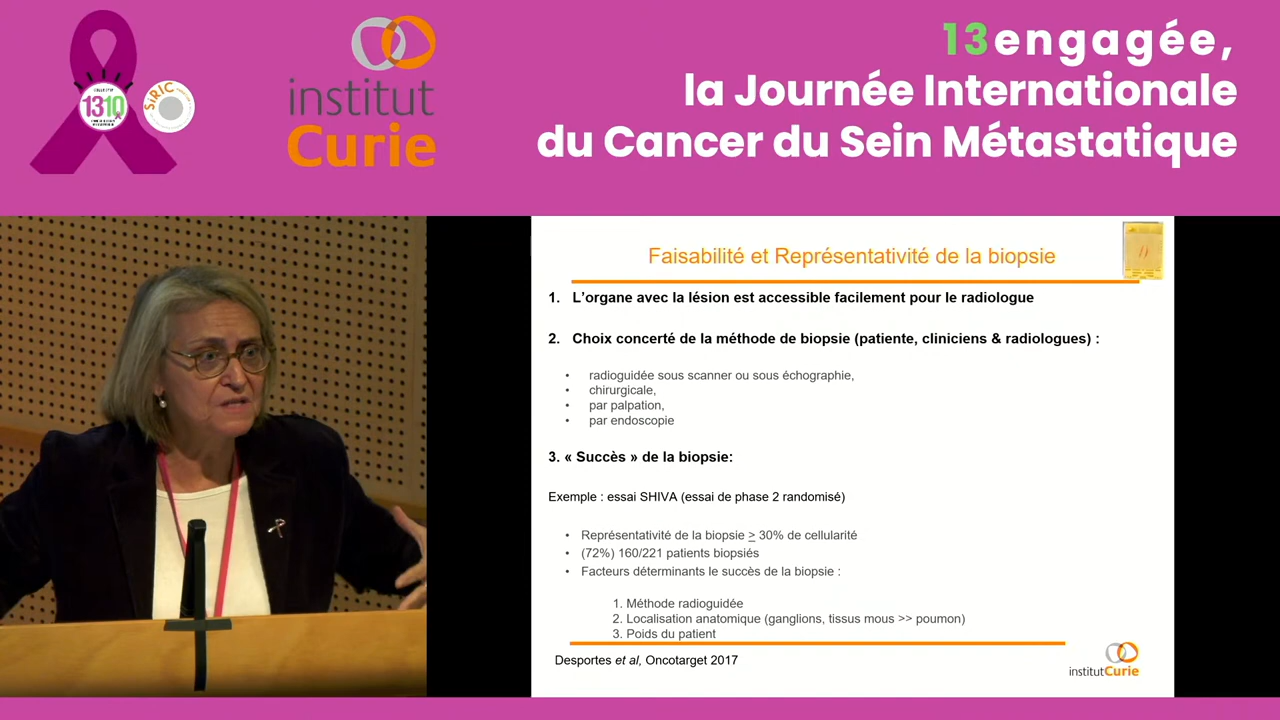 1310
SIRIC
institut
Curie
13engagée,
la Journée Internationale
du Cancer du Sein Métastatique
Faisabilité et Représentativité de la biopsie
1. L'organe avec la lésion est accessible facilement pour le radiologue
2. Choix concerté de la méthode de biopsie (patiente, cliniciens & radiologues) :
• radioguidée sous scanner ou sous échographie,
• chirurgicale,
• par palpation,
• par endoscopie
3. « Succès » de la biopsie:
Exemple : essai SHIVA (essai de phase 2 randomisé)
• Représentativité de la biopsie > 30% de cellularité
• (72%) 160/221 patients biopsiés
• Facteurs déterminants le succès de la biopsie :
1. Méthode radioguidée
2. Localisation anatomique (ganglions, tissus mous >> poumon)
3. Poids du patient
Desportes et al, Oncotarget 2017
institutCurie